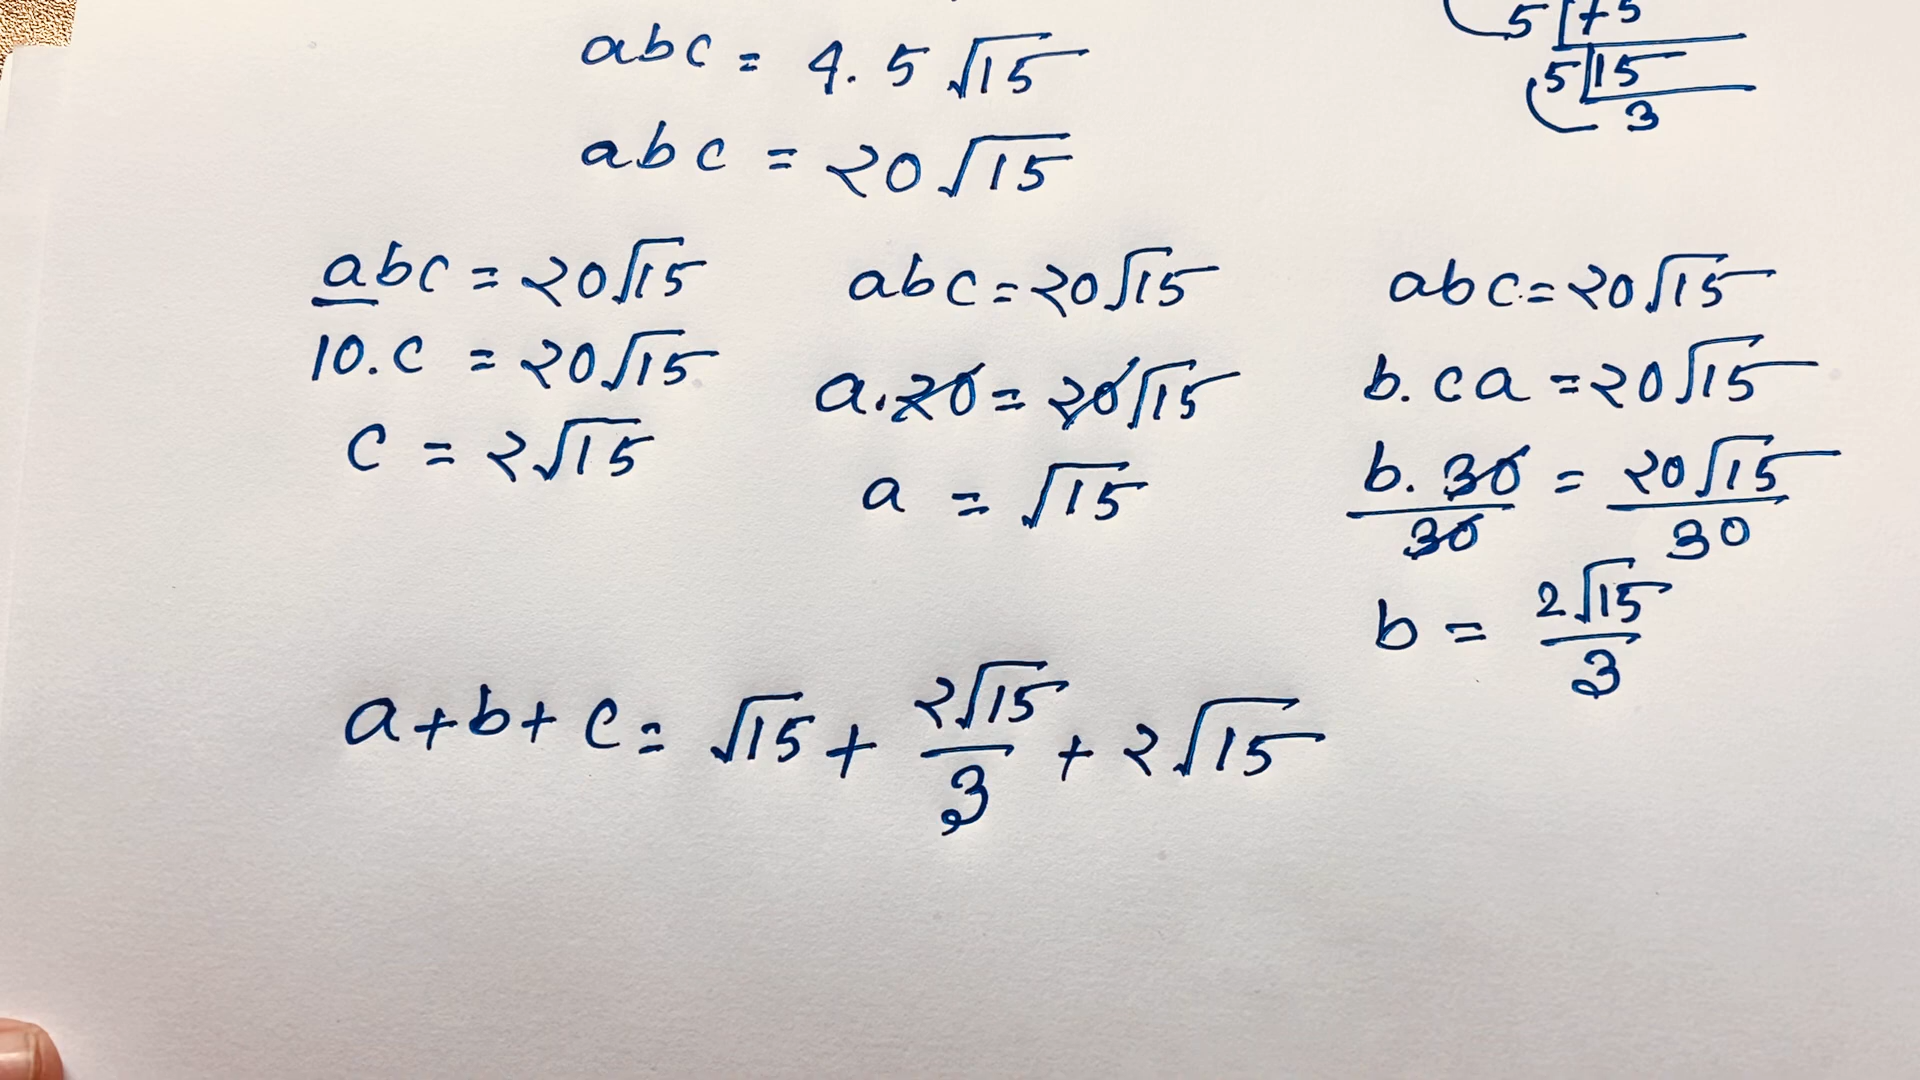 abc = 4.5√15
5 75
5 15
3
abc = 20√15
abc = 20√15
10.c = 20√15
c = 2√15
abc = 20√15
a.20 = 20√15
a = √15
abc = 20√15
b.ca = 20√15
b.30/30 = 20√15/30
b = 2√15/3
a+b+c = √15 + 2√15/3 + 2√15